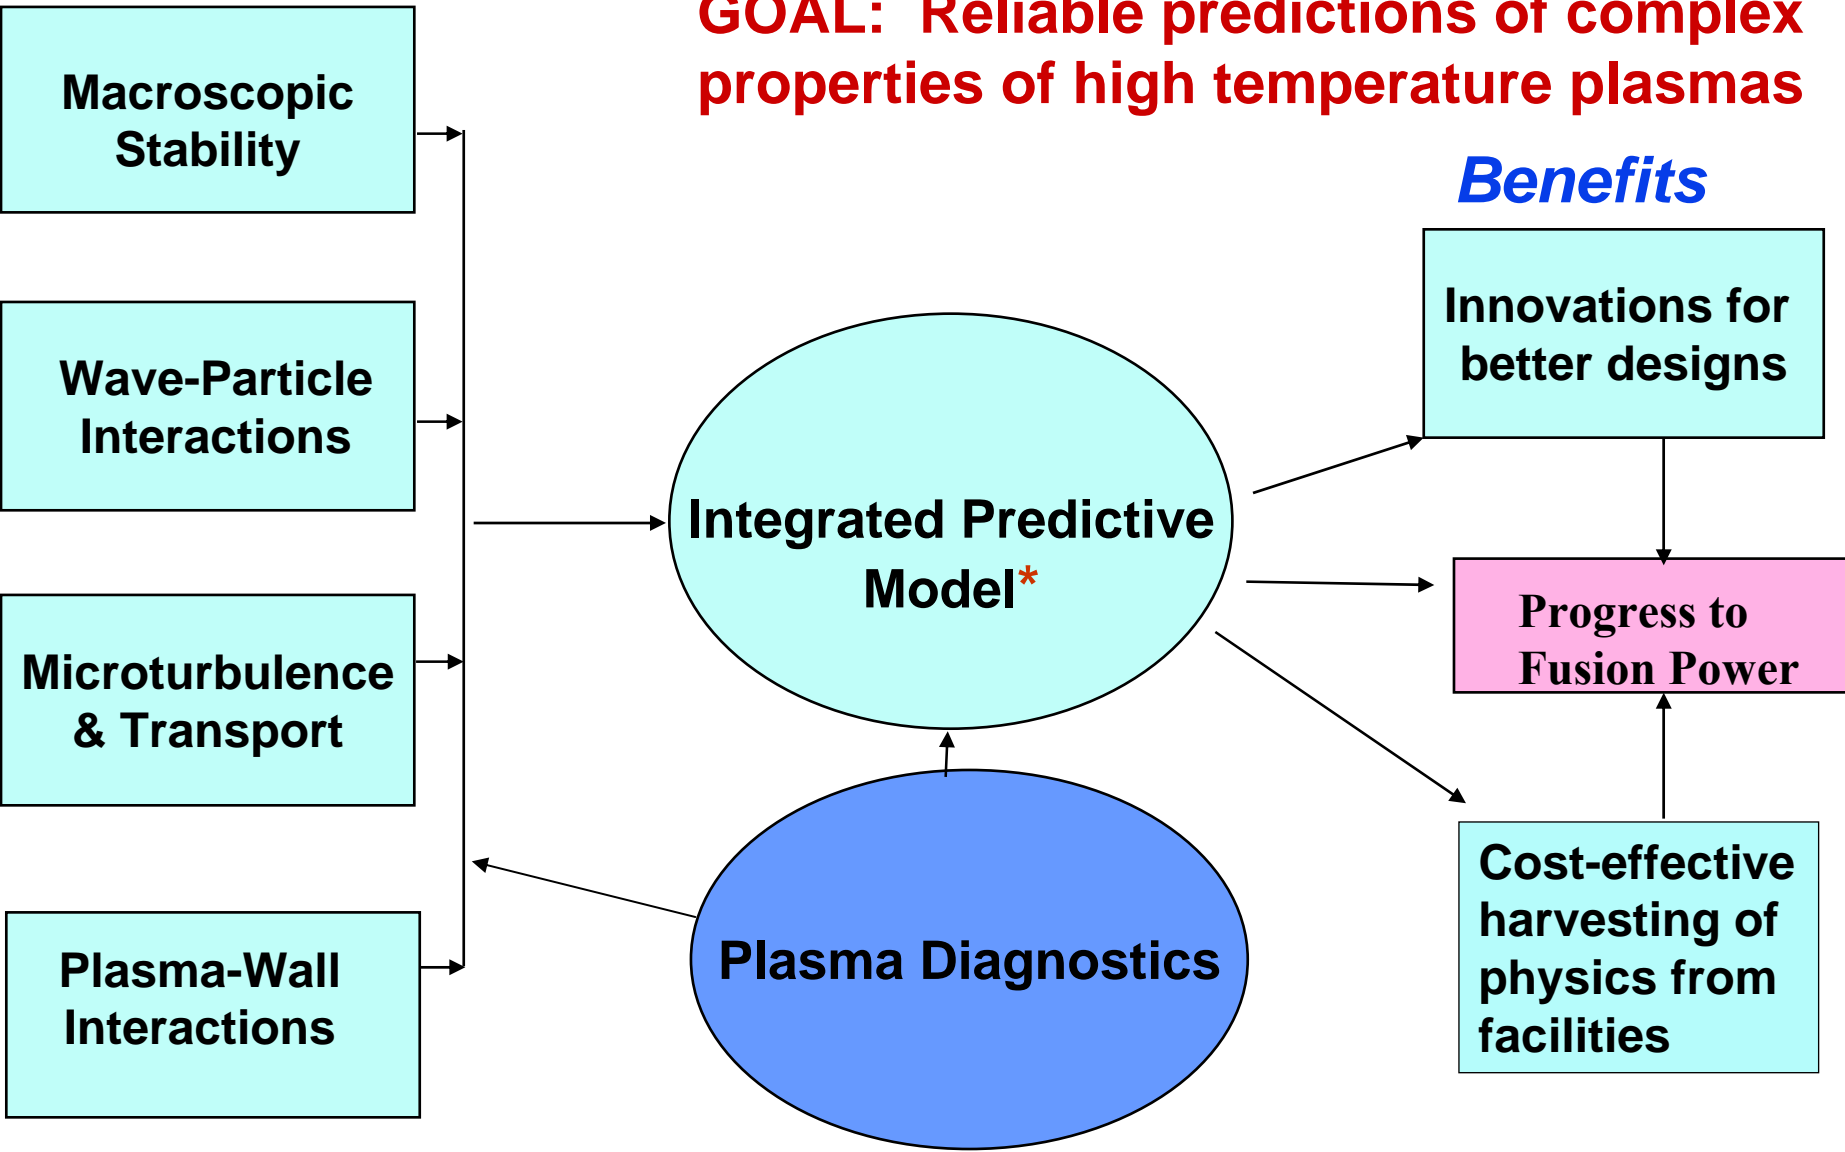 GOAL: Reliable predictions of complex
properties of high temperature plasmas
Macroscopic
Stability
Wave-Particle
Interactions
Microturbulence
& Transport
Plasma-Wall
Interactions
Integrated Predictive
Model*
Plasma Diagnostics
Benefits
Innovations for
better designs
Progress to
Fusion Power
Cost-effective
harvesting of
physics from
facilities